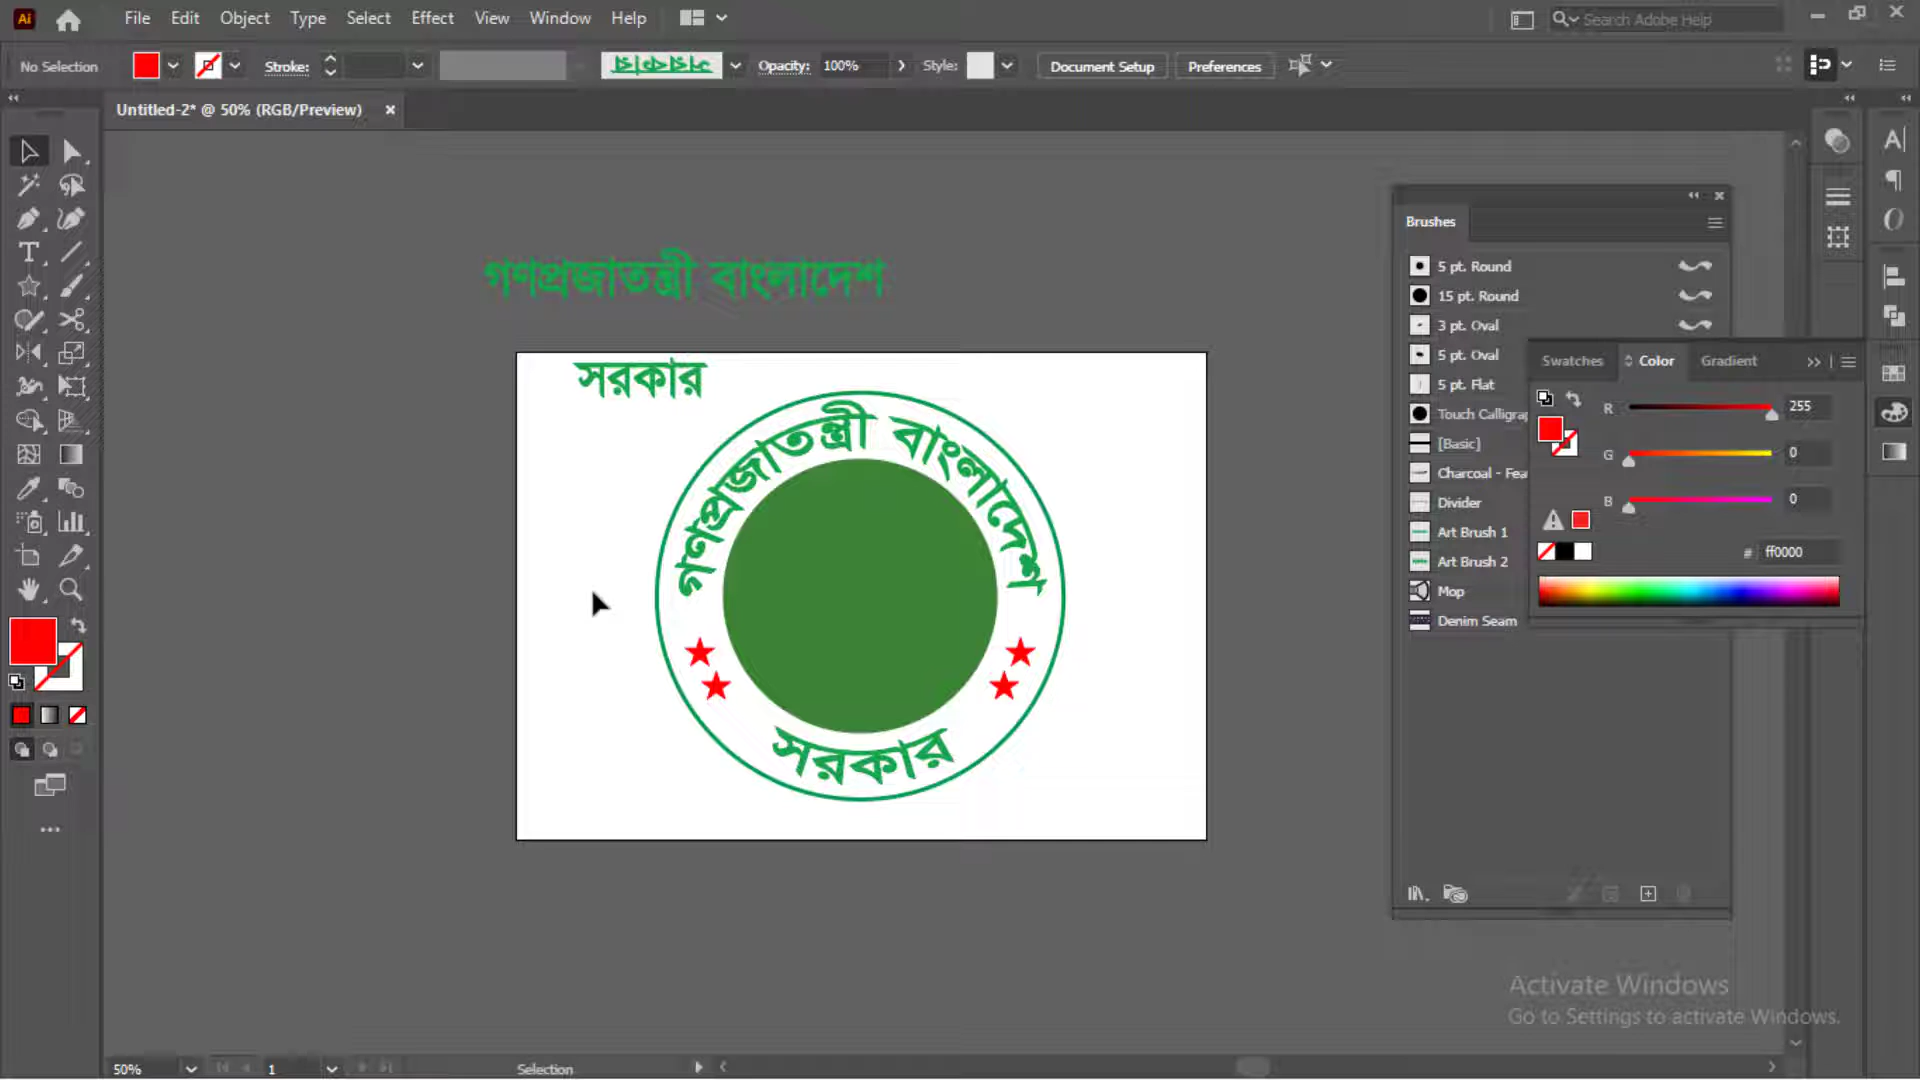 Ai File Edit Object Type Select Effect View Window Help Search Adobe Help
No Selection Stroke: Opacity: 100% Style: Document Setup Preferences
Untitled-2* @ 50% (RGB/Preview)
গণপ্রজাতন্ত্রী বাংলাদেশ
সরকার
গণপ্রজাতন্ত্রী বাংলাদেশ
সরকার
Brushes
5 pt. Round
15 pt. Round
3 pt. Oval
5 pt. Oval
5 pt. Flat
Touch Calligrap
[Basic]
Charcoal - Fea
Divider
Art Brush 1
Art Brush 2
Mop
Denim Seam
Swatches Color Gradient
R 255
G 0
B 0
# ff0000
Activate Windows
Go to Settings to activate Windows.
50% 1 Selection